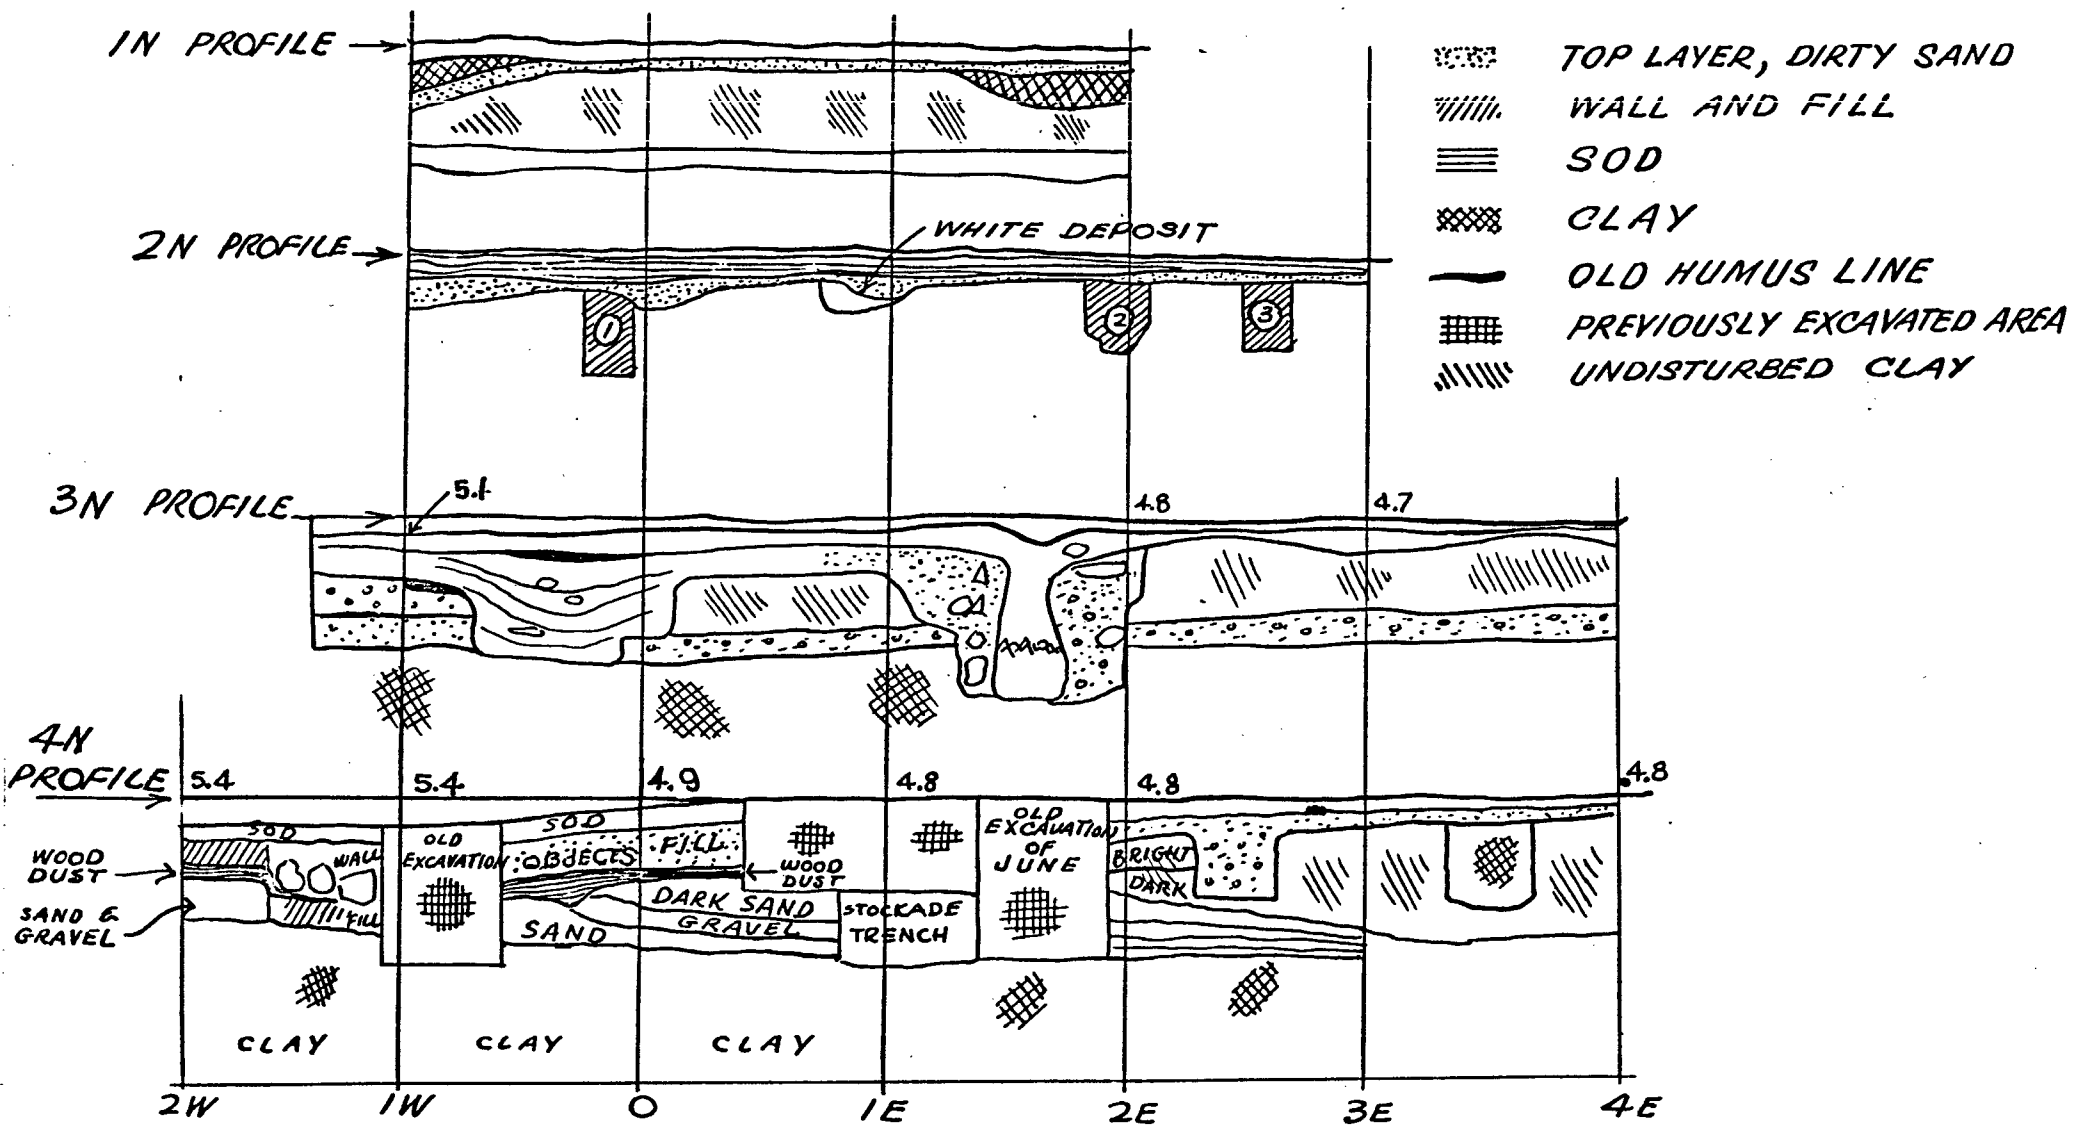 1N PROFILE
TOP LAYER, DIRTY SAND
WALL AND FILL
SOD
CLAY
OLD HUMUS LINE
PREVIOUSLY EXCAVATED AREA
UNDISTURBED CLAY
2N PROFILE
WHITE DEPOSIT
1
2
3
3N PROFILE
5.1
4.8
4.7
4N
PROFILE
5.4
5.4
4.9
4.8
4.8
4.8
WOOD
DUST
SAND &
GRAVEL
SOD
WALL
FILL
OLD
EXCAVATION
SOD
OBJECTS
FILL
WOOD
DUST
DARK SAND
GRAVEL
SAND
STOCKADE
TRENCH
OLD
EXCAVATION
OF
JUNE
BRIGHT
DARK
CLAY
CLAY
CLAY
2W
1W
0
1E
2E
3E
4E